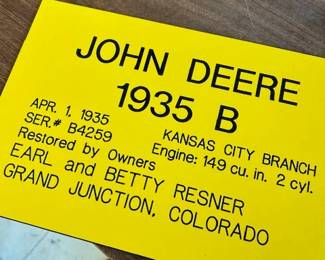 JOHN DEERE
1935 B
APR. 1, 1935
KANSAS CITY BRANCH
SER.# B4259
Engine: 149 cu. in. 2 cyl.
Restored by Owners
EARL and BETTY RESNER
GRAND JUNCTION, COLORADO